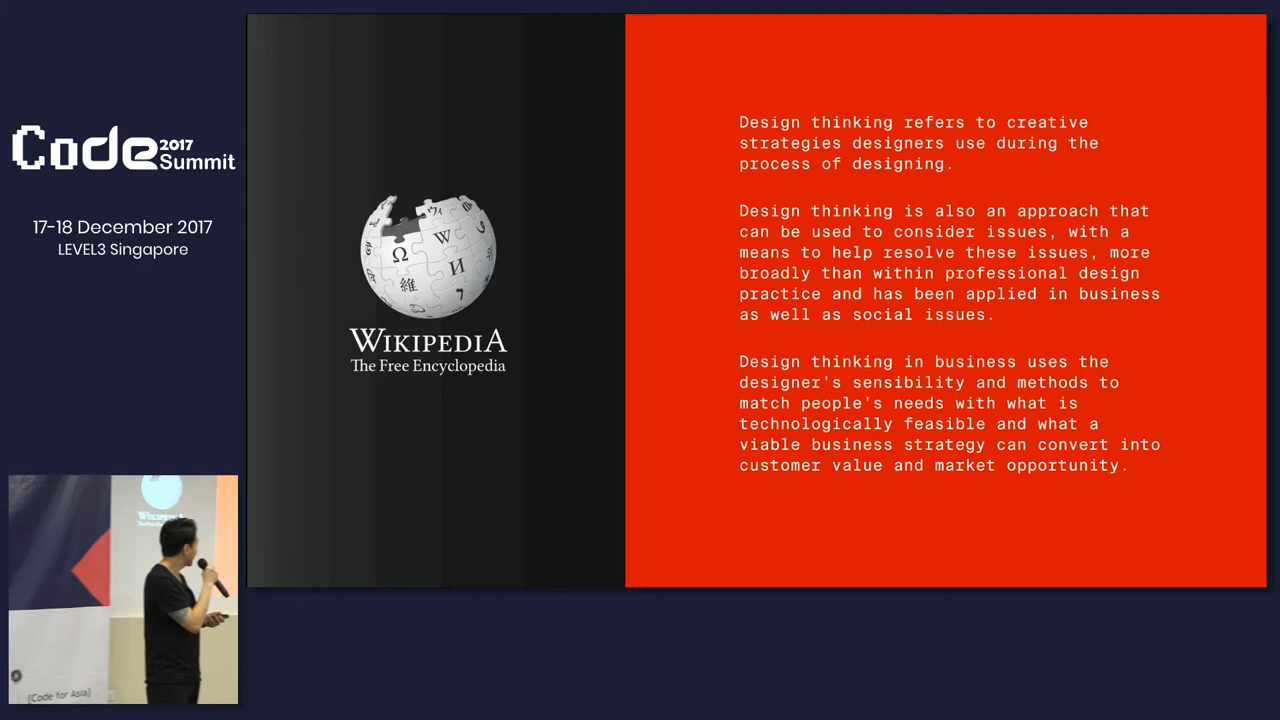 Code 2017 Summit
17-18 December 2017
LEVEL3 Singapore
Ω
W
И
維
WIKIPEDIA
The Free Encyclopedia
Design thinking refers to creative
strategies designers use during the
process of designing.
Design thinking is also an approach that
can be used to consider issues, with a
means to help resolve these issues, more
broadly than within professional design
practice and has been applied in business
as well as social issues.
Design thinking in business uses the
designer's sensibility and methods to
match people's needs with what is
technologically feasible and what a
viable business strategy can convert into
customer value and market opportunity.
WIKIPEDIA
[Code for Asia]